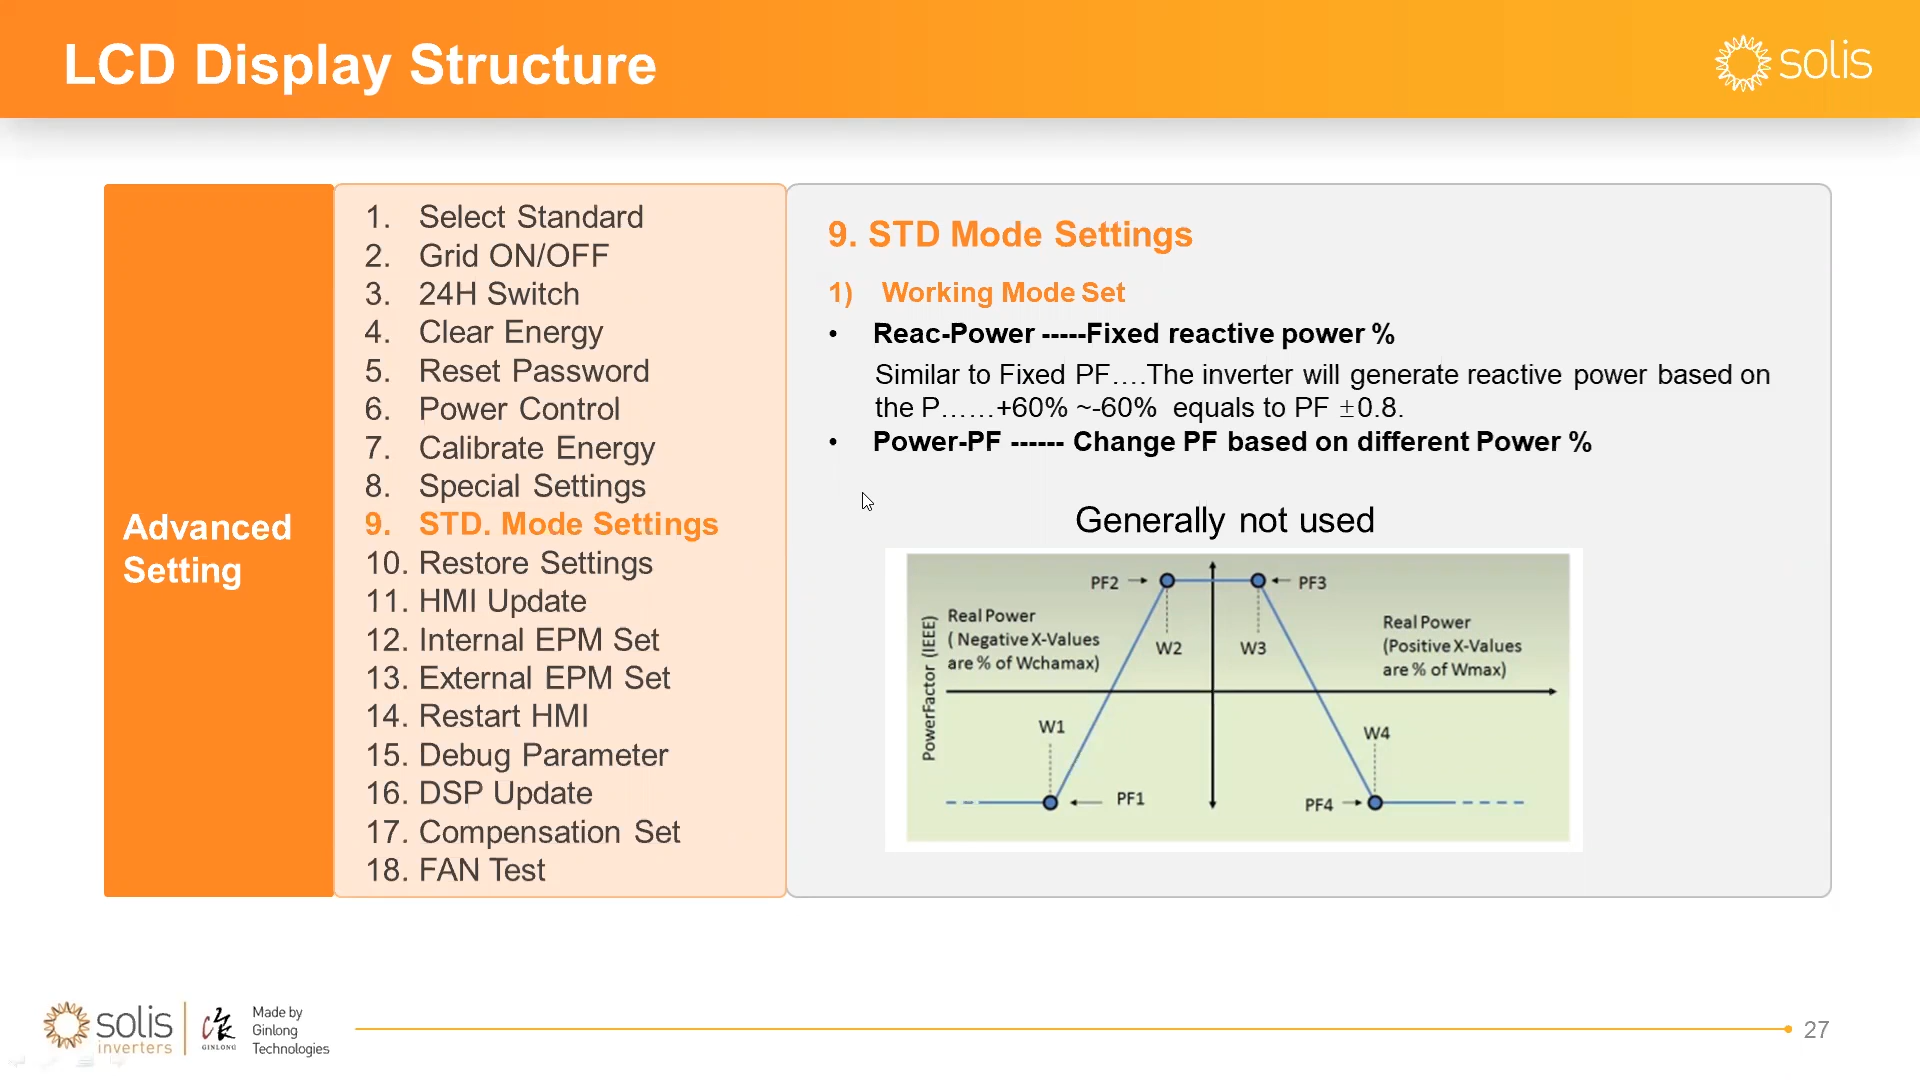 LCD Display Structure
solis
Advanced
Setting
1. Select Standard
2. Grid ON/OFF
3. 24H Switch
4. Clear Energy
5. Reset Password
6. Power Control
7. Calibrate Energy
8. Special Settings
9. STD. Mode Settings
10. Restore Settings
11. HMI Update
12. Internal EPM Set
13. External EPM Set
14. Restart HMI
15. Debug Parameter
16. DSP Update
17. Compensation Set
18. FAN Test
9. STD Mode Settings
1) Working Mode Set
• Reac-Power -----Fixed reactive power %
Similar to Fixed PF….The inverter will generate reactive power based on
the P……+60% ~-60% equals to PF ±0.8.
• Power-PF ------ Change PF based on different Power %
Generally not used
PF2
PF3
Real Power
( Negative X-Values
are % of Wchamax)
Real Power
(Positive X-Values
are % of Wmax)
W2
W3
PowerFactor (IEEE)
W1
W4
PF1
PF4
solis
inverters
GINLONG
Made by
Ginlong
Technologies
27